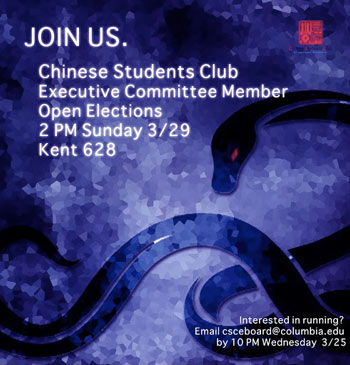 JOIN US.
Chinese Students Club
Executive Committee Member
Open Elections
2 PM Sunday 3/29
Kent 628
Interested in running?
Email csceboard@columbia.edu
by 10 PM Wednesday 3/25